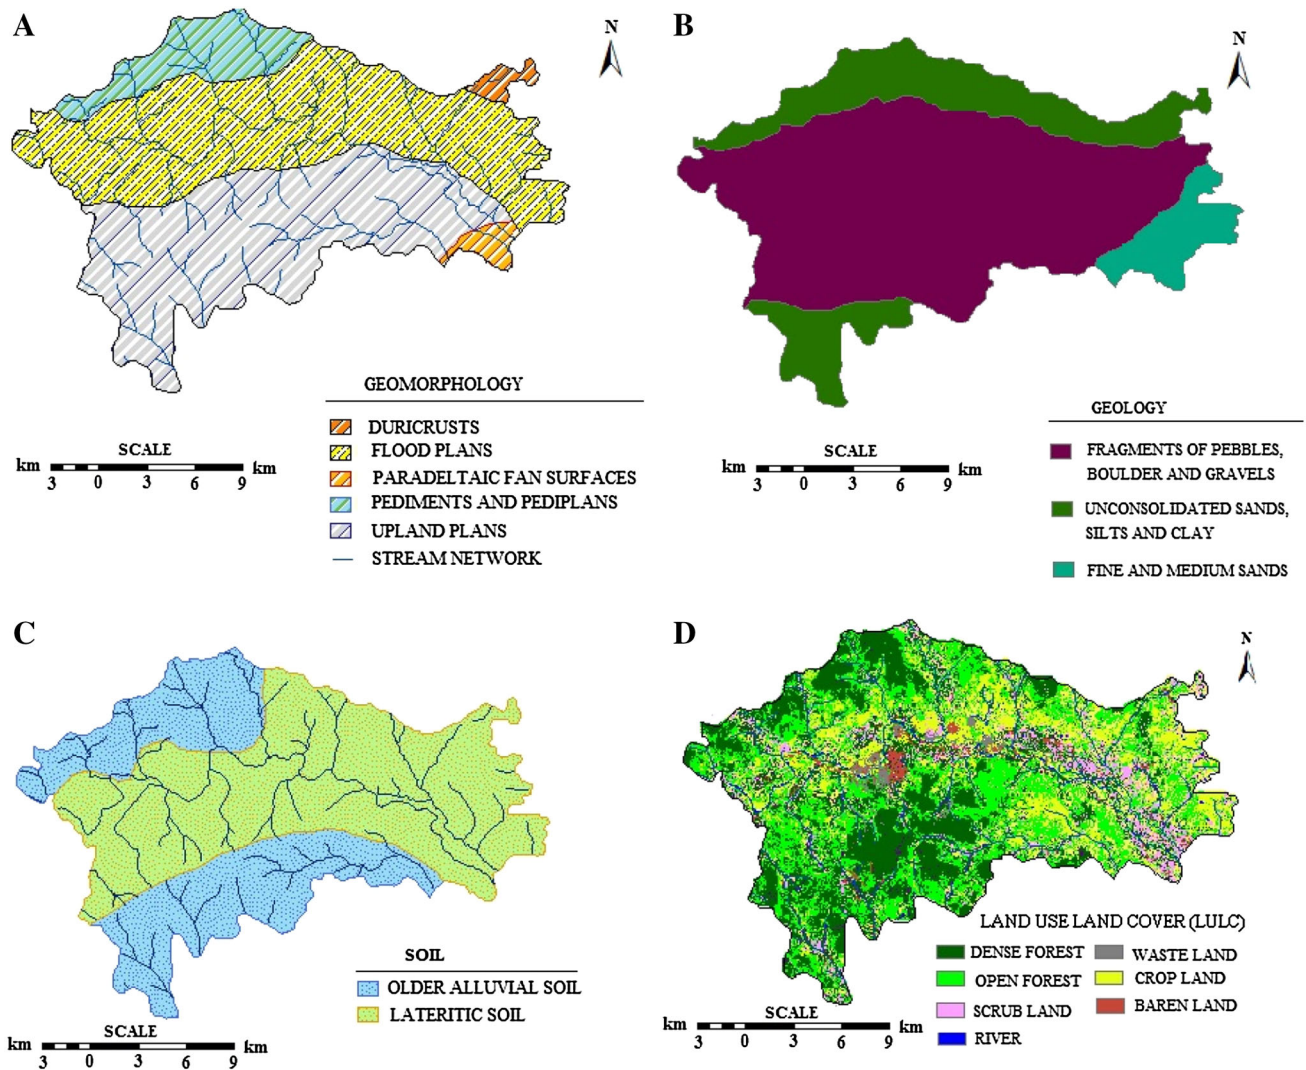 A
N
GEOMORPHOLOGY
DURICRUSTS
FLOOD PLANS
PARADELTAIC FAN SURFACES
PEDIMENTS AND PEDIPLANS
UPLAND PLANS
STREAM NETWORK
SCALE
km km
3 0 3 6 9
B
N
GEOLOGY
FRAGMENTS OF PEBBLES,
BOULDER AND GRAVELS
UNCONSOLIDATED SANDS,
SILTS AND CLAY
FINE AND MEDIUM SANDS
SCALE
km km
3 0 3 6 9
C
SOIL
OLDER ALLUVIAL SOIL
LATERITIC SOIL
SCALE
km km
3 0 3 6 9
D
N
LAND USE LAND COVER (LULC)
DENSE FOREST WASTE LAND
OPEN FOREST CROP LAND
SCRUB LAND BAREN LAND
RIVER
SCALE
km km
3 0 3 6 9